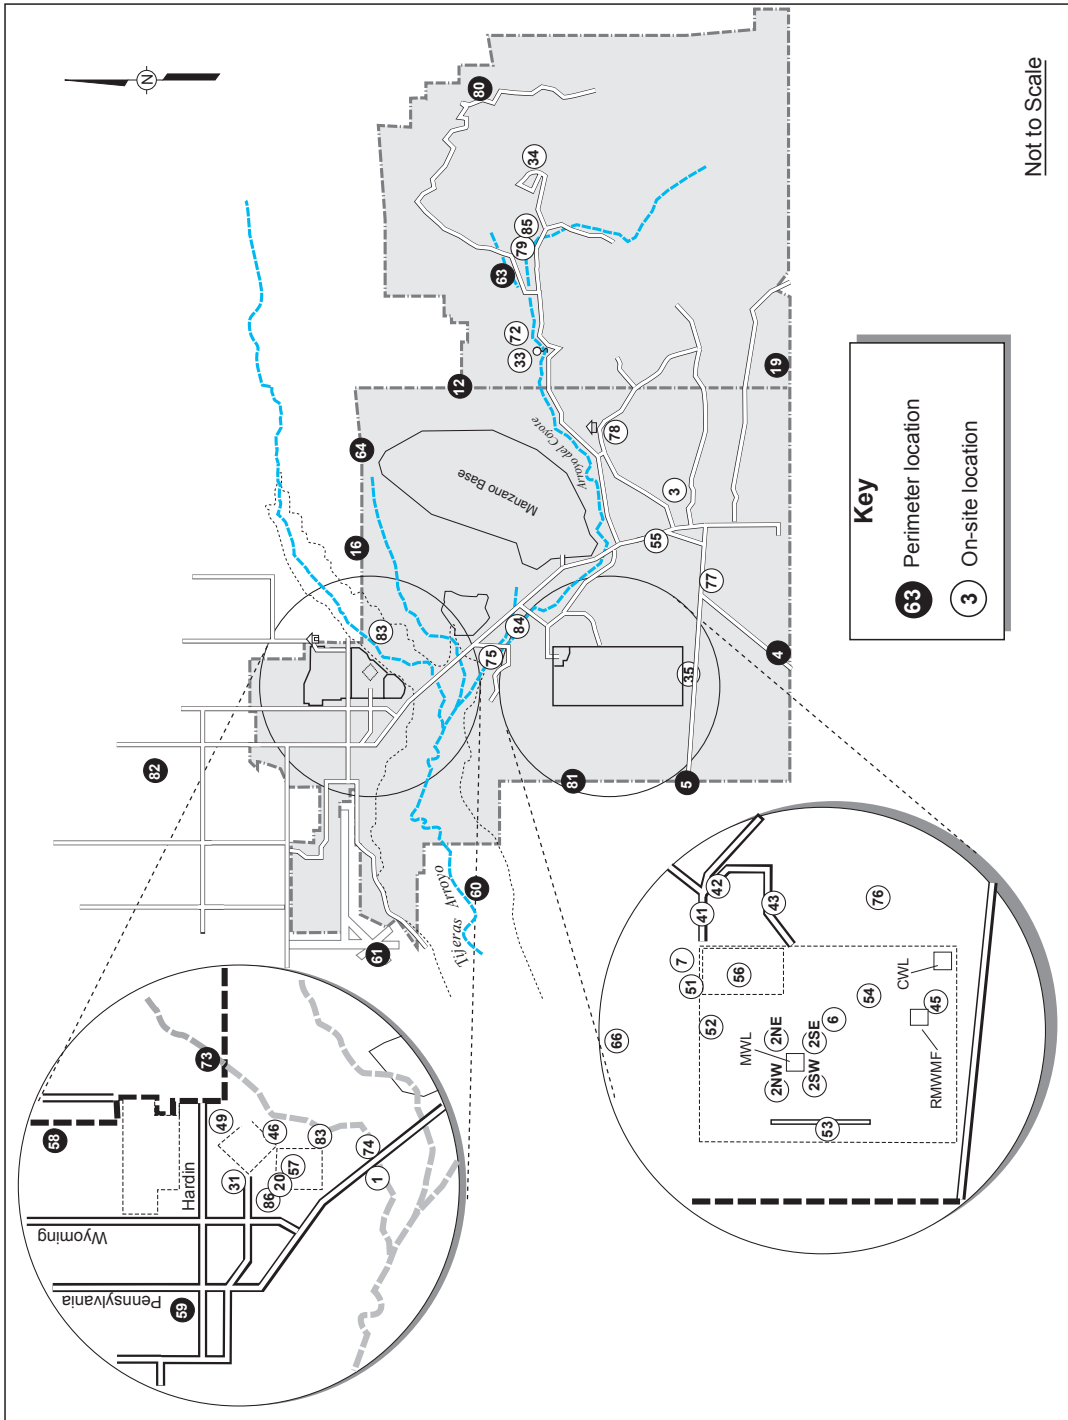 N
80
34
85
79
63
72
33
12
64
16
Manzano Base
Arroyo del Coyote
78
3
19
55
77
4
35
5
81
84
75
83
82
61
60
Tijeras Arroyo
Not to Scale
Key
63 Perimeter location
3 On-site location
58
73
49
46
83
31
57
20
86
74
1
59
Hardin
Wyoming
Pennsylvania
66
7
51
52
56
41
42
43
76
MWL
2NW
2NE
2SW
2SE
6
54
53
CWL
45
RMWMF